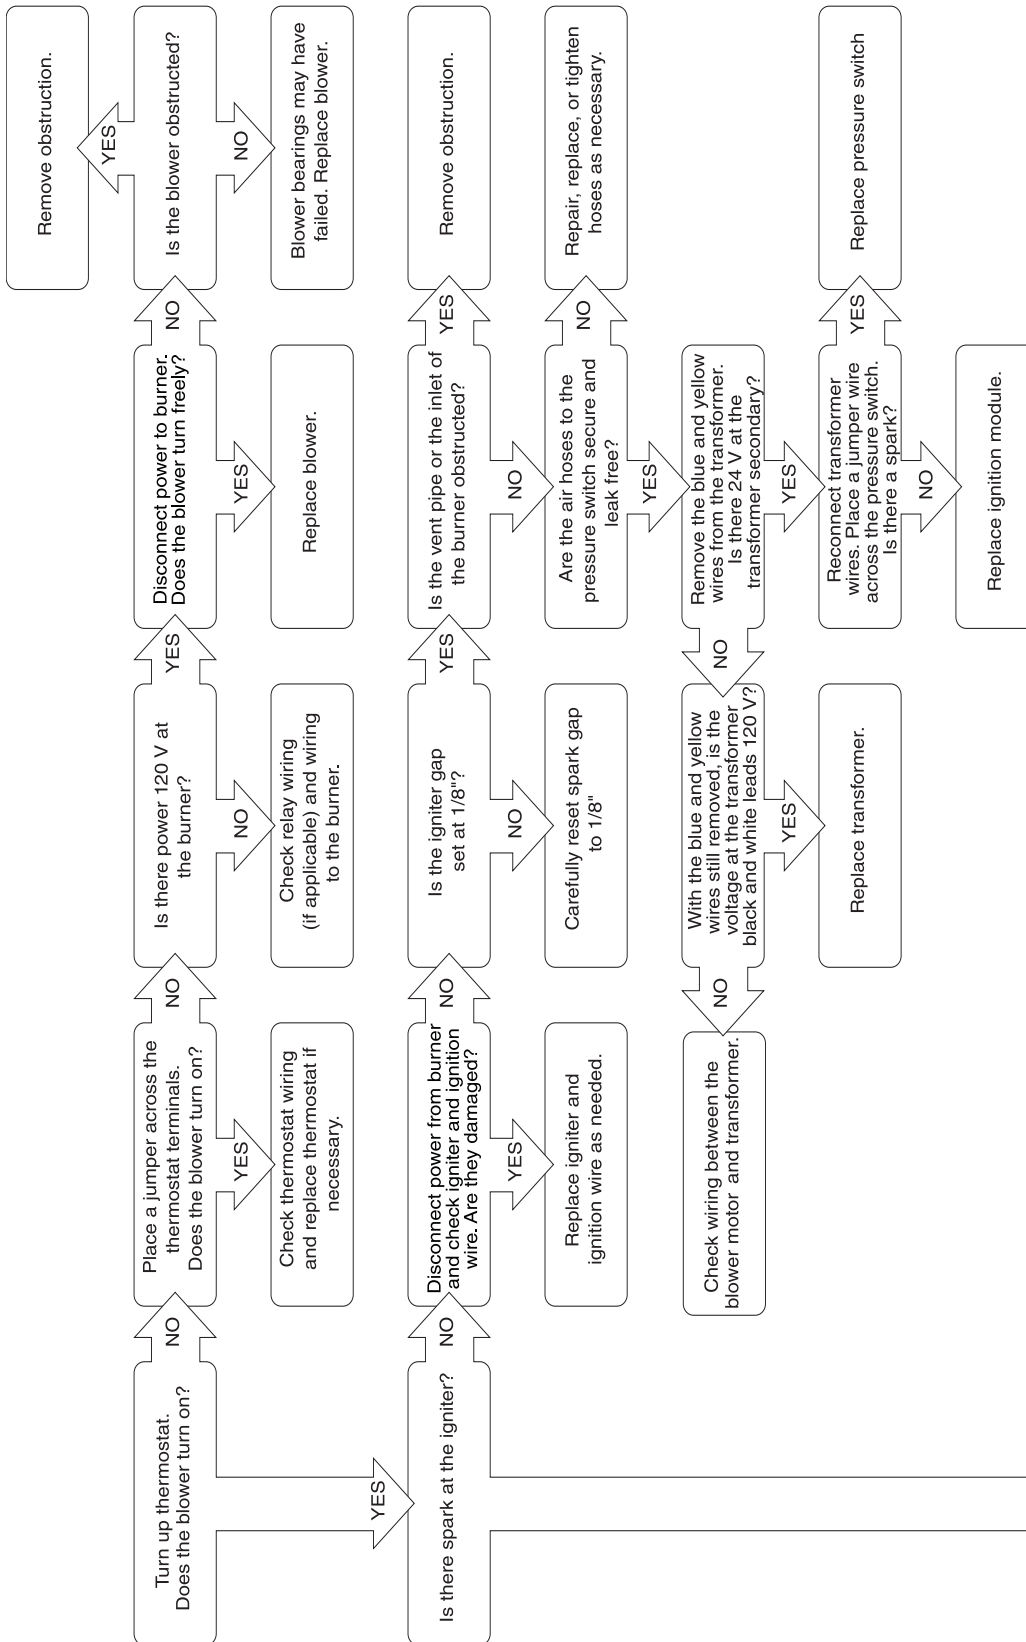 Remove obstruction.
YES
Turn up thermostat.
Does the blower turn on?
NO
Place a jumper across the
thermostat terminals.
Does the blower turn on?
NO
Is there power 120 V at
the burner?
YES
Disconnect power to burner.
Does the blower turn freely?
NO
Is the blower obstructed?
YES
YES
NO
YES
NO
Check thermostat wiring
and replace thermostat if
necessary.
Check relay wiring
(if applicable) and wiring
to the burner.
Replace blower.
Blower bearings may have
failed. Replace blower.
Is there spark at the igniter?
NO
Disconnect power from burner
and check igniter and ignition
wire. Are they damaged?
NO
Is the igniter gap
set at 1/8"?
YES
Is the vent pipe or the inlet of
the burner obstructed?
YES
Remove obstruction.
YES
NO
NO
Replace igniter and
ignition wire as needed.
Carefully reset spark gap
to 1/8"
Are the air hoses to the
pressure switch secure and
leak free?
NO
Repair, replace, or tighten
hoses as necessary.
YES
Check wiring between the
blower motor and transformer.
NO
With the blue and yellow
wires still removed, is the
voltage at the transformer
black and white leads 120 V?
NO
Remove the blue and yellow
wires from the transformer.
Is there 24 V at the
transformer secondary?
YES
YES
Replace transformer.
Reconnect transformer
wires. Place a jumper wire
across the pressure switch.
Is there a spark?
YES
Replace pressure switch
NO
Replace ignition module.